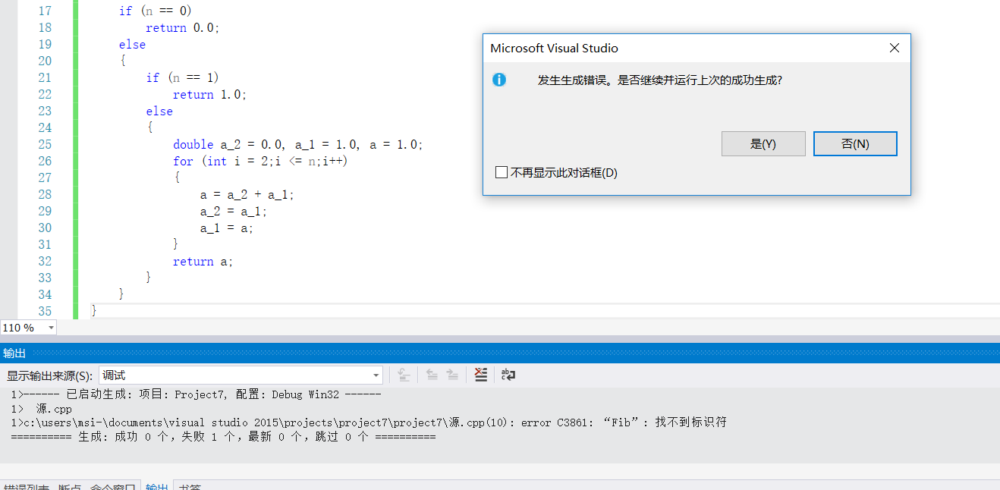 17 if (n == 0)
18 return 0.0;
19 else
20 {
21 if (n == 1)
22 return 1.0;
23 else
24 {
25 double a_2 = 0.0, a_1 = 1.0, a = 1.0;
26 for (int i = 2;i <= n;i++)
27 {
28 a = a_2 + a_1;
29 a_2 = a_1;
30 a_1 = a;
31 }
32 return a;
33 }
34 }
35 }
Microsoft Visual Studio
发生生成错误。是否继续并运行上次的成功生成?
是(Y) 否(N)
不再显示此对话框(D)
110 %
输出
显示输出来源(S): 调试
1>------ 已启动生成: 项目: Project7, 配置: Debug Win32 ------
1> 源.cpp
1>c:\users\msi-\documents\visual studio 2015\projects\project7\project7\源.cpp(10): error C3861: “Fib”: 找不到标识符
========== 生成: 成功 0 个，失败 1 个，最新 0 个，跳过 0 个 ==========
错误列表 断点 命令窗口 输出 书签